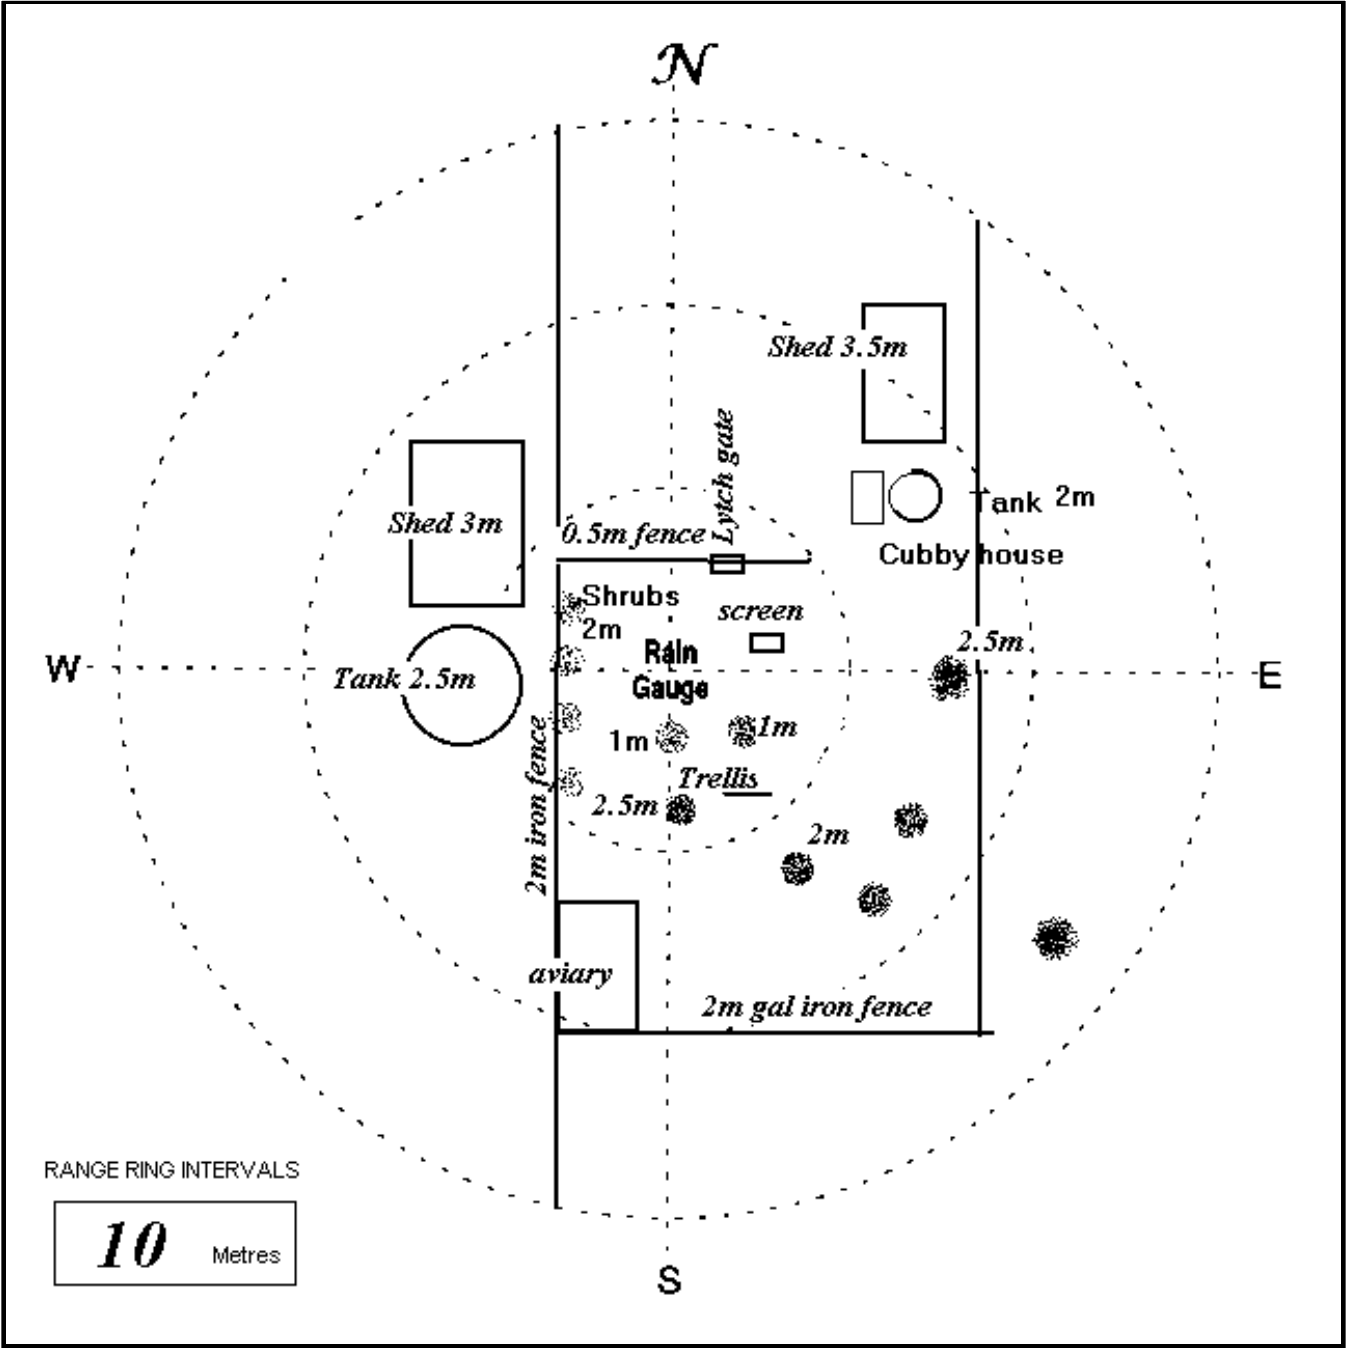 N
Shed 3.5m
Lytch gate
Shed 3m
0.5m fence
Tank 2m
Cubby house
Shrubs
2m
screen
Rain
Gauge
2.5m
W
E
Tank 2.5m
1m
1m
2m iron fence
Trellis
2.5m
2m
aviary
2m gal iron fence
RANGE RING INTERVALS
10 Metres
S